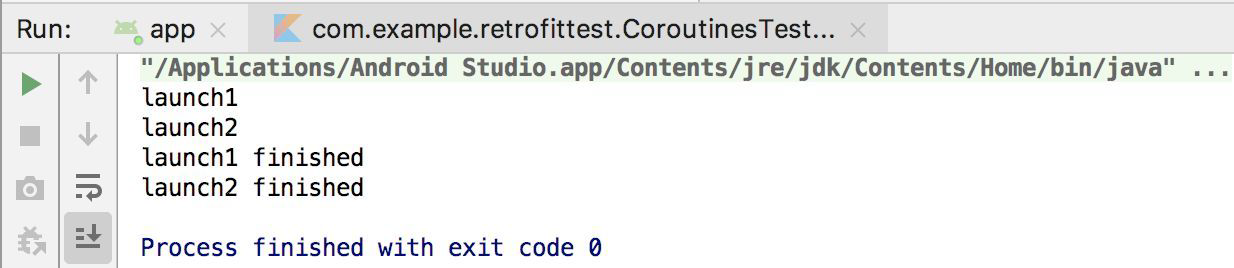 Run: app com.example.retrofittest.CoroutinesTest...
"/Applications/Android Studio.app/Contents/jre/jdk/Contents/Home/bin/java" ...
launch1
launch2
launch1 finished
launch2 finished
Process finished with exit code 0